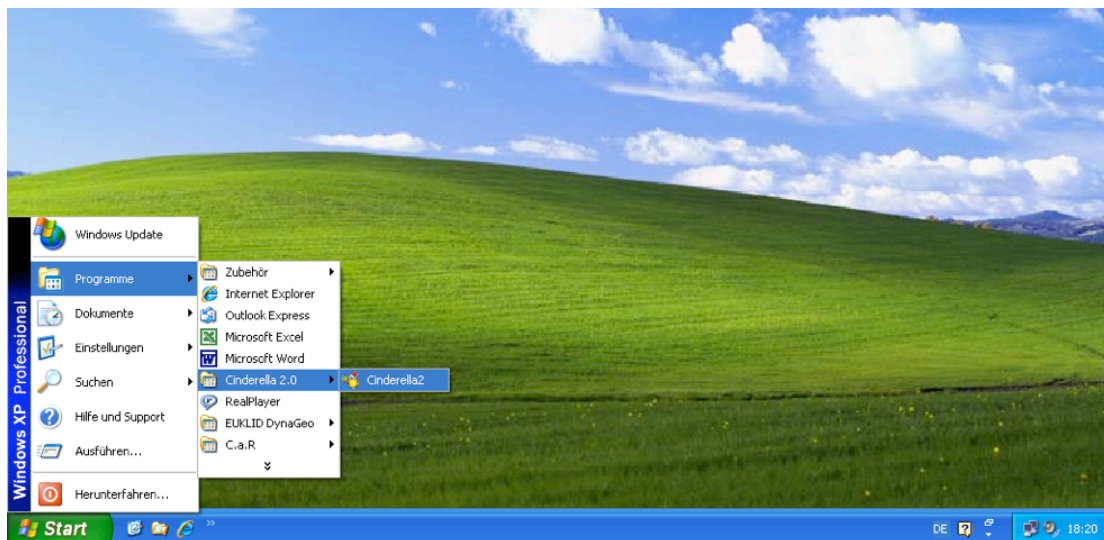 Windows XP Professional
Windows Update
Programme
Dokumente
Einstellungen
Suchen
Hilfe und Support
Ausführen...
Herunterfahren...
Zubehör
Internet Explorer
Outlook Express
Microsoft Excel
Microsoft Word
Cinderella 2.0
RealPlayer
EUKLID DynaGeo
C.a.R
Cinderella2
Start
DE
18:20